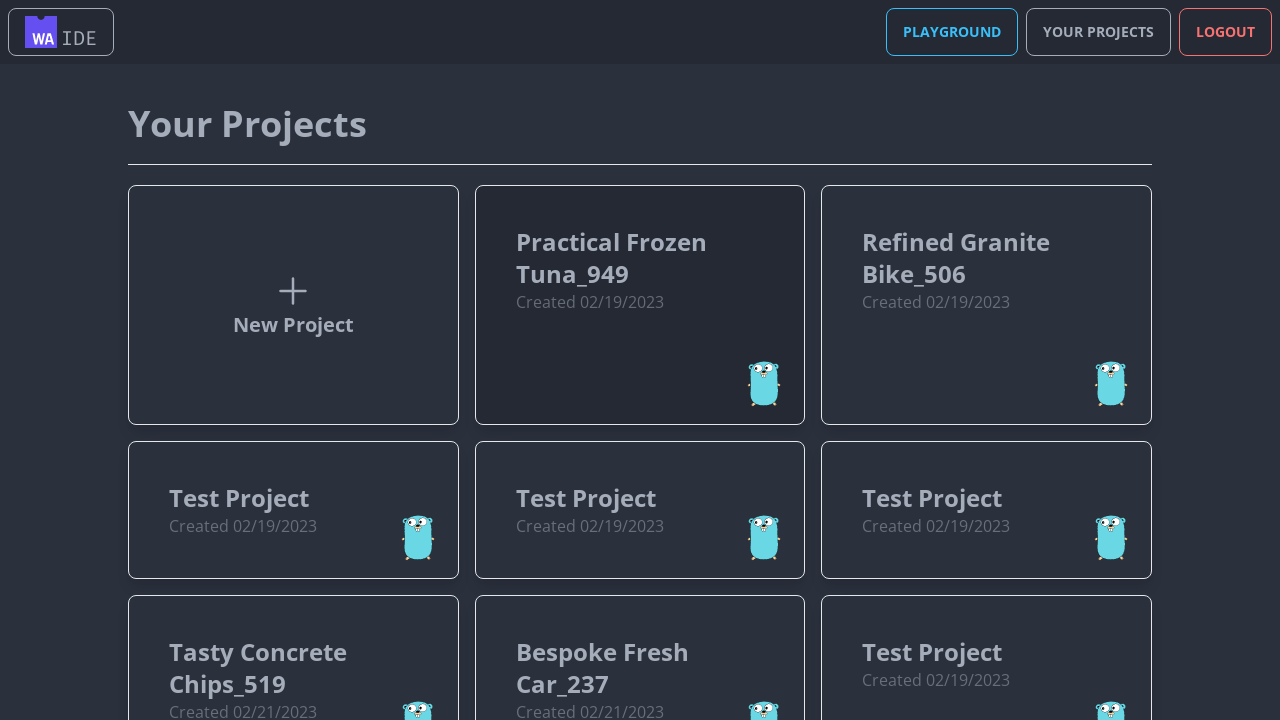 WA IDE
PLAYGROUND
YOUR PROJECTS
LOGOUT
Your Projects
New Project
Practical Frozen
Tuna_949
Created 02/19/2023
Refined Granite
Bike_506
Created 02/19/2023
Test Project
Created 02/19/2023
Test Project
Created 02/19/2023
Test Project
Created 02/19/2023
Tasty Concrete
Chips_519
Created 02/21/2023
Bespoke Fresh
Car_237
Created 02/21/2023
Test Project
Created 02/19/2023